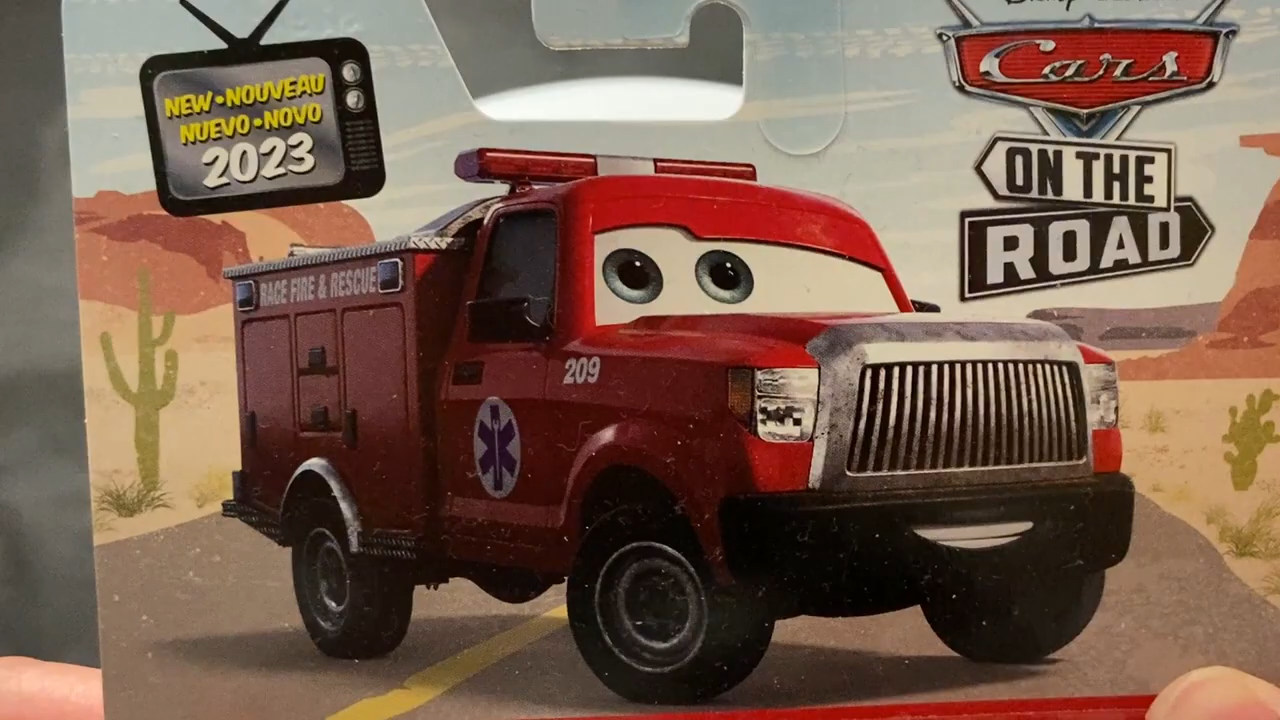 NEW•NOUVEAU
NUEVO•NOVO
2023
Cars
ON THE
ROAD
RACE FIRE & RESCUE
209